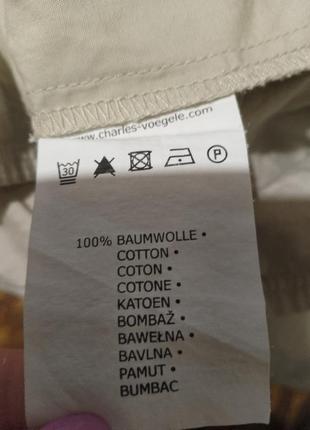 www.charles-voegele.com
30 P
100% BAUMWOLLE •
COTTON •
COTON •
COTONE •
KATOEN •
BOMBAŽ •
BAWEŁNA •
BAVLNA •
PAMUT •
BUMBAC